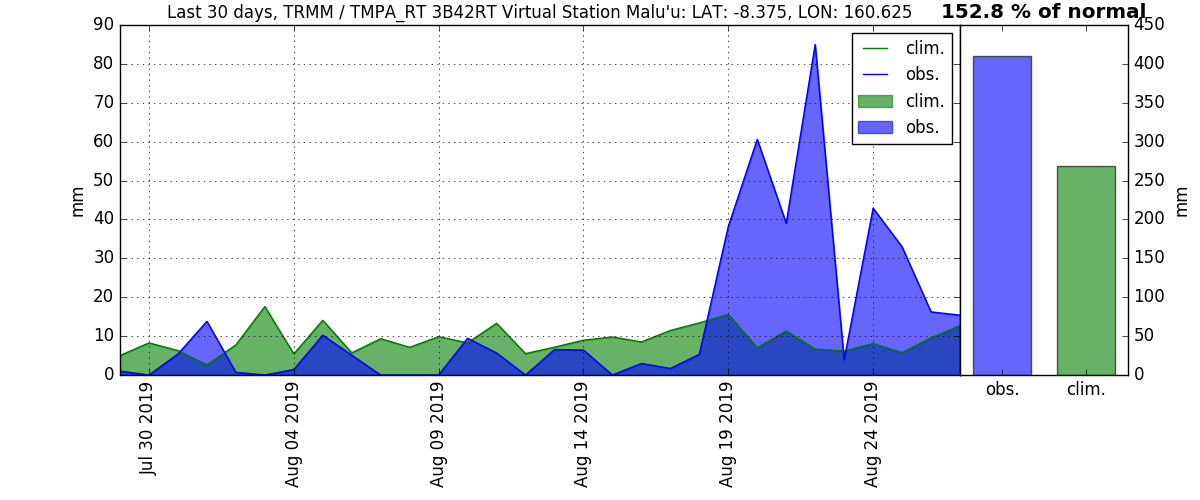 Last 30 days, TRMM / TMPA_RT 3B42RT Virtual Station Malu'u: LAT: -8.375, LON: 160.625
152.8 % of normal
mm
90
80
70
60
50
40
30
20
10
0
clim.
obs.
clim.
obs.
Jul 30 2019
Aug 04 2019
Aug 09 2019
Aug 14 2019
Aug 19 2019
Aug 24 2019
450
400
350
300
250
200
150
100
50
0
mm
obs.
clim.